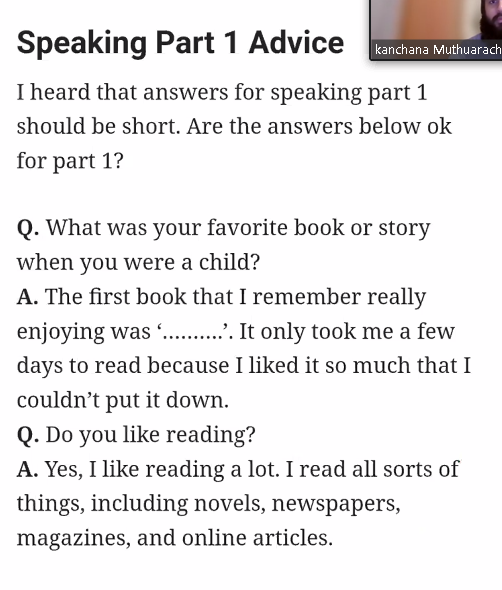 Speaking Part 1 Advice
kanchana Muthuarach
I heard that answers for speaking part 1
should be short. Are the answers below ok
for part 1?
Q. What was your favorite book or story
when you were a child?
A. The first book that I remember really
enjoying was ‘..........’. It only took me a few
days to read because I liked it so much that I
couldn’t put it down.
Q. Do you like reading?
A. Yes, I like reading a lot. I read all sorts of
things, including novels, newspapers,
magazines, and online articles.